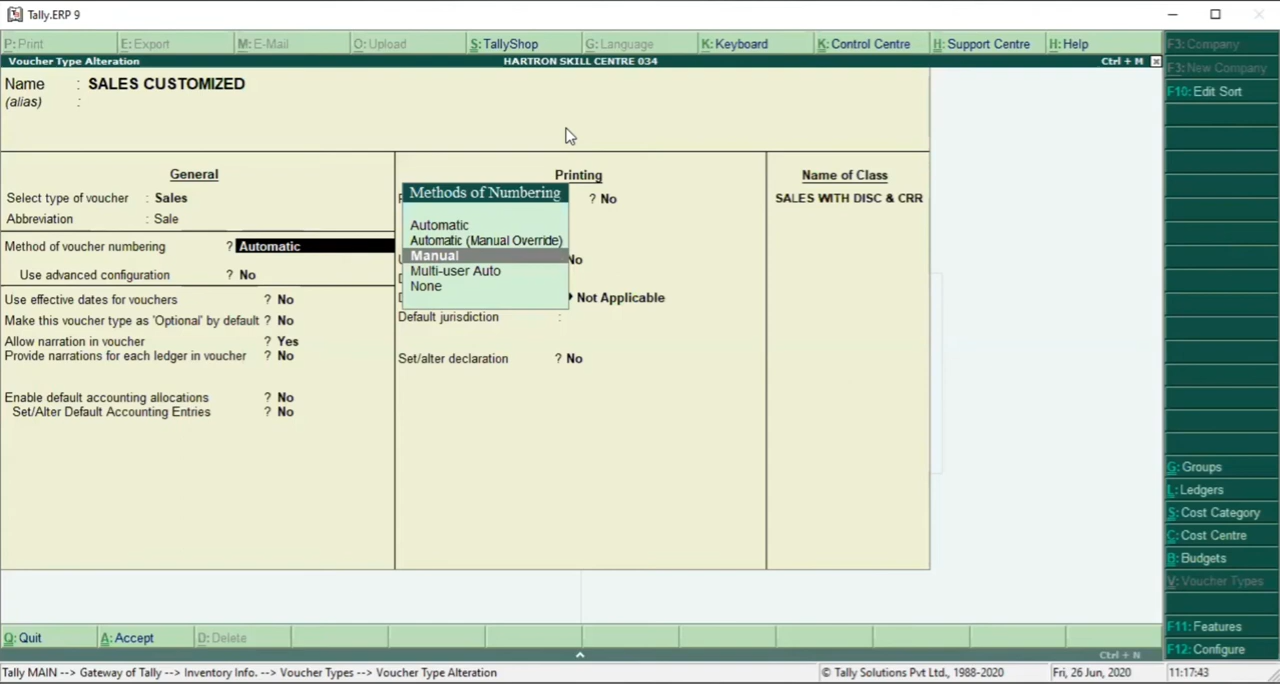 Tally.ERP 9
P: Print E: Export M: E-Mail O: Upload S: TallyShop G: Language K: Keyboard K: Control Centre H: Support Centre H: Help
Voucher Type Alteration HARTRON SKILL CENTRE 034 Ctrl + M
Name : SALES CUSTOMIZED
(alias) :
General
Select type of voucher : Sales
Abbreviation : Sale
Method of voucher numbering ? Automatic
Use advanced configuration ? No
Use effective dates for vouchers ? No
Make this voucher type as 'Optional' by default ? No
Allow narration in voucher ? Yes
Provide narrations for each ledger in voucher ? No
Enable default accounting allocations ? No
Set/Alter Default Accounting Entries ? No
Printing
? No
Methods of Numbering
Automatic
Automatic (Manual Override)
Manual
Multi-user Auto
None
No
Not Applicable
Default jurisdiction :
Set/alter declaration ? No
Name of Class
SALES WITH DISC & CRR
F3: Company
F3: New Company
F10: Edit Sort
G: Groups
L: Ledgers
S: Cost Category
C: Cost Centre
B: Budgets
V: Voucher Types
F11: Features
F12: Configure
Q: Quit A: Accept D: Delete
Ctrl + N
Tally MAIN --> Gateway of Tally --> Inventory Info. --> Voucher Types --> Voucher Type Alteration © Tally Solutions Pvt Ltd., 1988-2020 Fri, 26 Jun, 2020 11:17:43